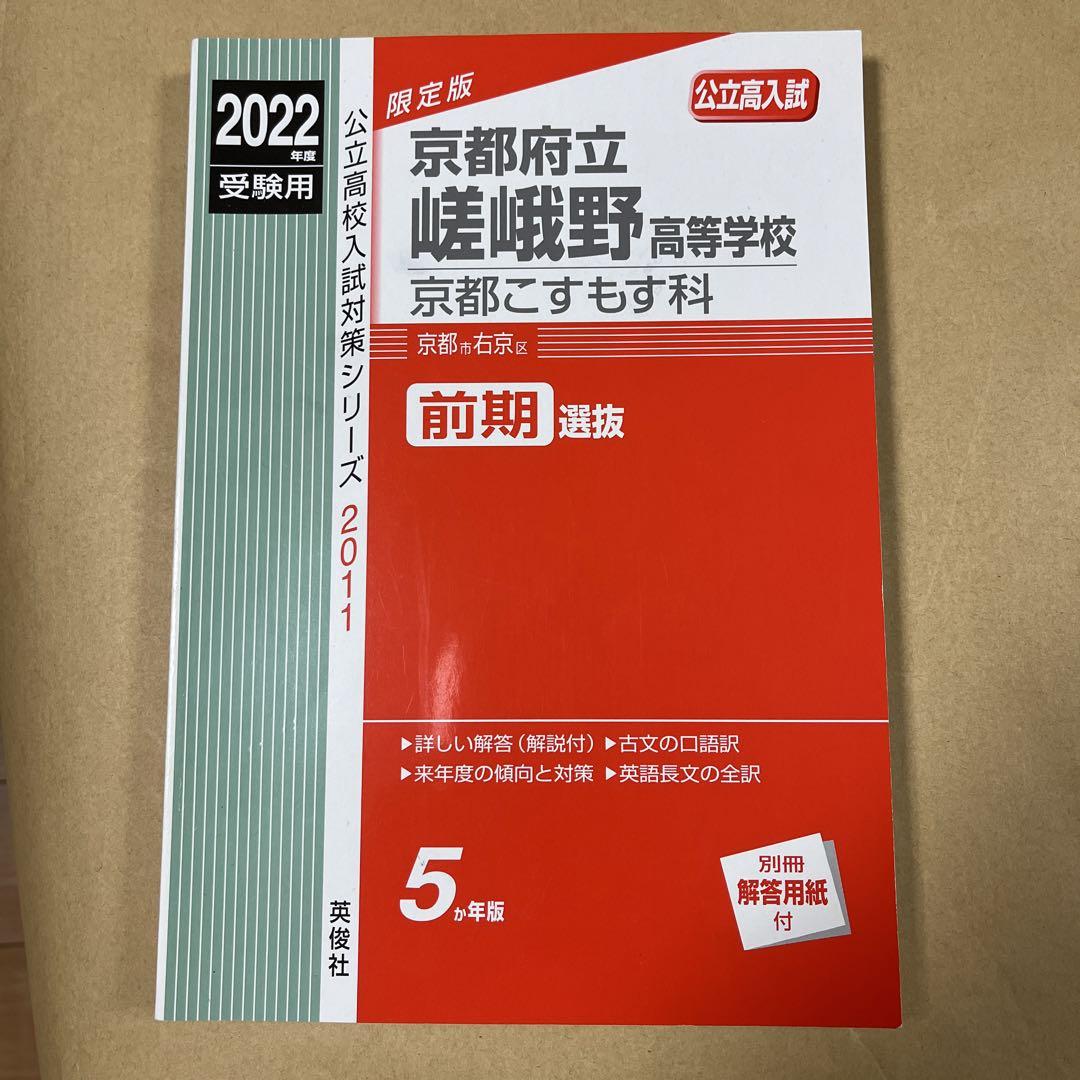 2022
年度
受験用
公立高校入試対策シリーズ 2011
英俊社
限定版
公立高入試
京都府立
嵯峨野高等学校
京都こすもす科
京都市右京区
前期選抜
▶詳しい解答(解説付) ▶古文の口語訳
▶来年度の傾向と対策 ▶英語長文の全訳
5か年版
別冊
解答用紙
付